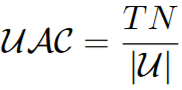 𝒰𝒜𝒞 = TN / |𝒰|